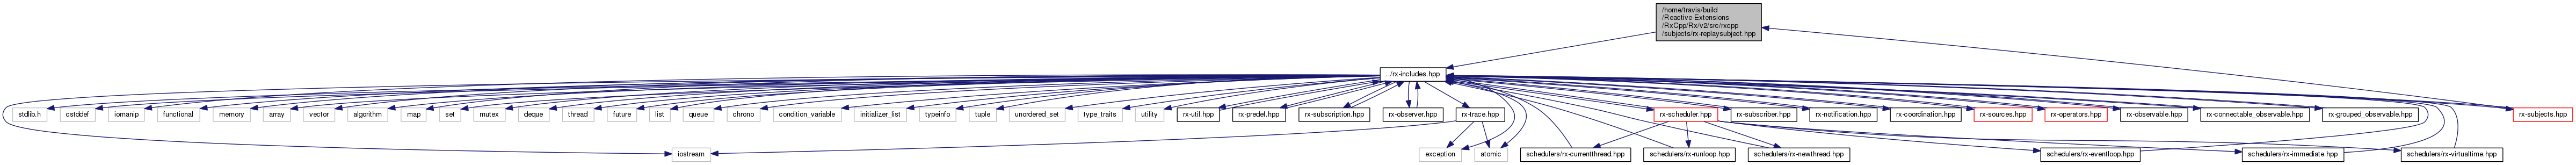 /home/travis/build
/Reactive-Extensions
/RxCpp/Rx/v2/src/rxcpp
/subjects/rx-replaysubject.hpp
../rx-includes.hpp
stdlib.h
cstddef
iomanip
functional
memory
array
vector
algorithm
map
set
mutex
deque
thread
future
list
queue
chrono
condition_variable
initializer_list
typeinfo
tuple
unordered_set
type_traits
utility
rx-util.hpp
rx-predef.hpp
rx-subscription.hpp
rx-observer.hpp
rx-trace.hpp
rx-scheduler.hpp
rx-subscriber.hpp
rx-notification.hpp
rx-coordination.hpp
rx-sources.hpp
rx-operators.hpp
rx-observable.hpp
rx-connectable_observable.hpp
rx-grouped_observable.hpp
rx-subjects.hpp
iostream
exception
atomic
schedulers/rx-currentthread.hpp
schedulers/rx-runloop.hpp
schedulers/rx-newthread.hpp
schedulers/rx-eventloop.hpp
schedulers/rx-immediate.hpp
schedulers/rx-virtualtime.hpp